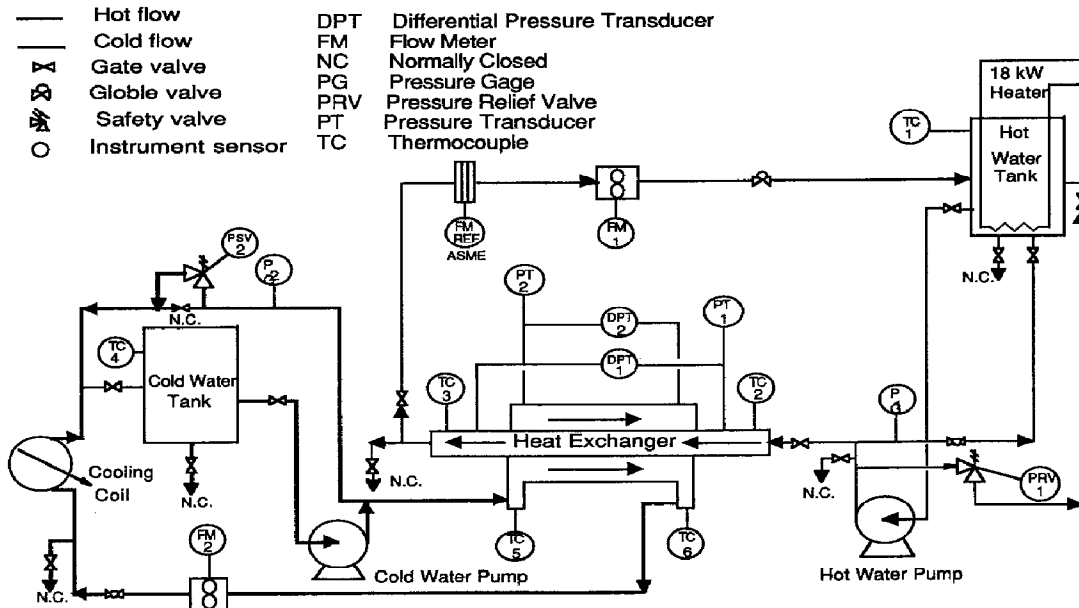 Hot flow
Cold flow
Gate valve
Globle valve
Safety valve
Instrument sensor
DPT Differential Pressure Transducer
FM Flow Meter
NC Normally Closed
PG Pressure Gage
PRV Pressure Relief Valve
PT Pressure Transducer
TC Thermocouple
18 kW
Heater
TC
1
Hot
Water
Tank
N.C.
FM
REF
ASME
FM
1
PSV
2
N.C.
PT
2
PT
1
DPT
2
DPT
1
TC
4
Cold Water
Tank
N.C.
TC
3
TC
2
Heat Exchanger
N.C.
Cooling
Coil
N.C.
PRV
1
TC
5
TC
6
FM
2
Cold Water Pump
Hot Water Pump
N.C.